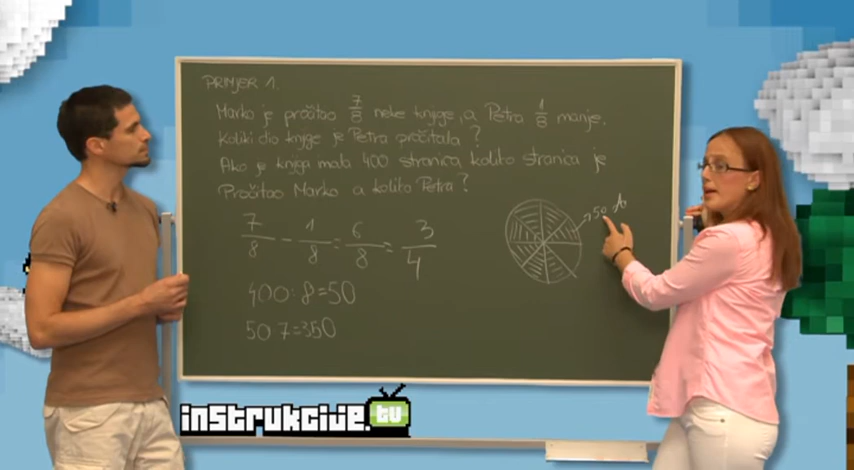 PRIMJER 1.
Marko je pročitao 7/8 neke knjige, a Petra 1/8 manje.
Koliki dio knjige je Petra pročitala?
Ako je knjiga mala 400 stranica, koliko stranica je
Pročitao Marko a koliko Petra?
7/8 - 1/8 = 6/8 = 3/4
50
400 : 8 = 50
50 · 7 = 350
instrukcije.tv